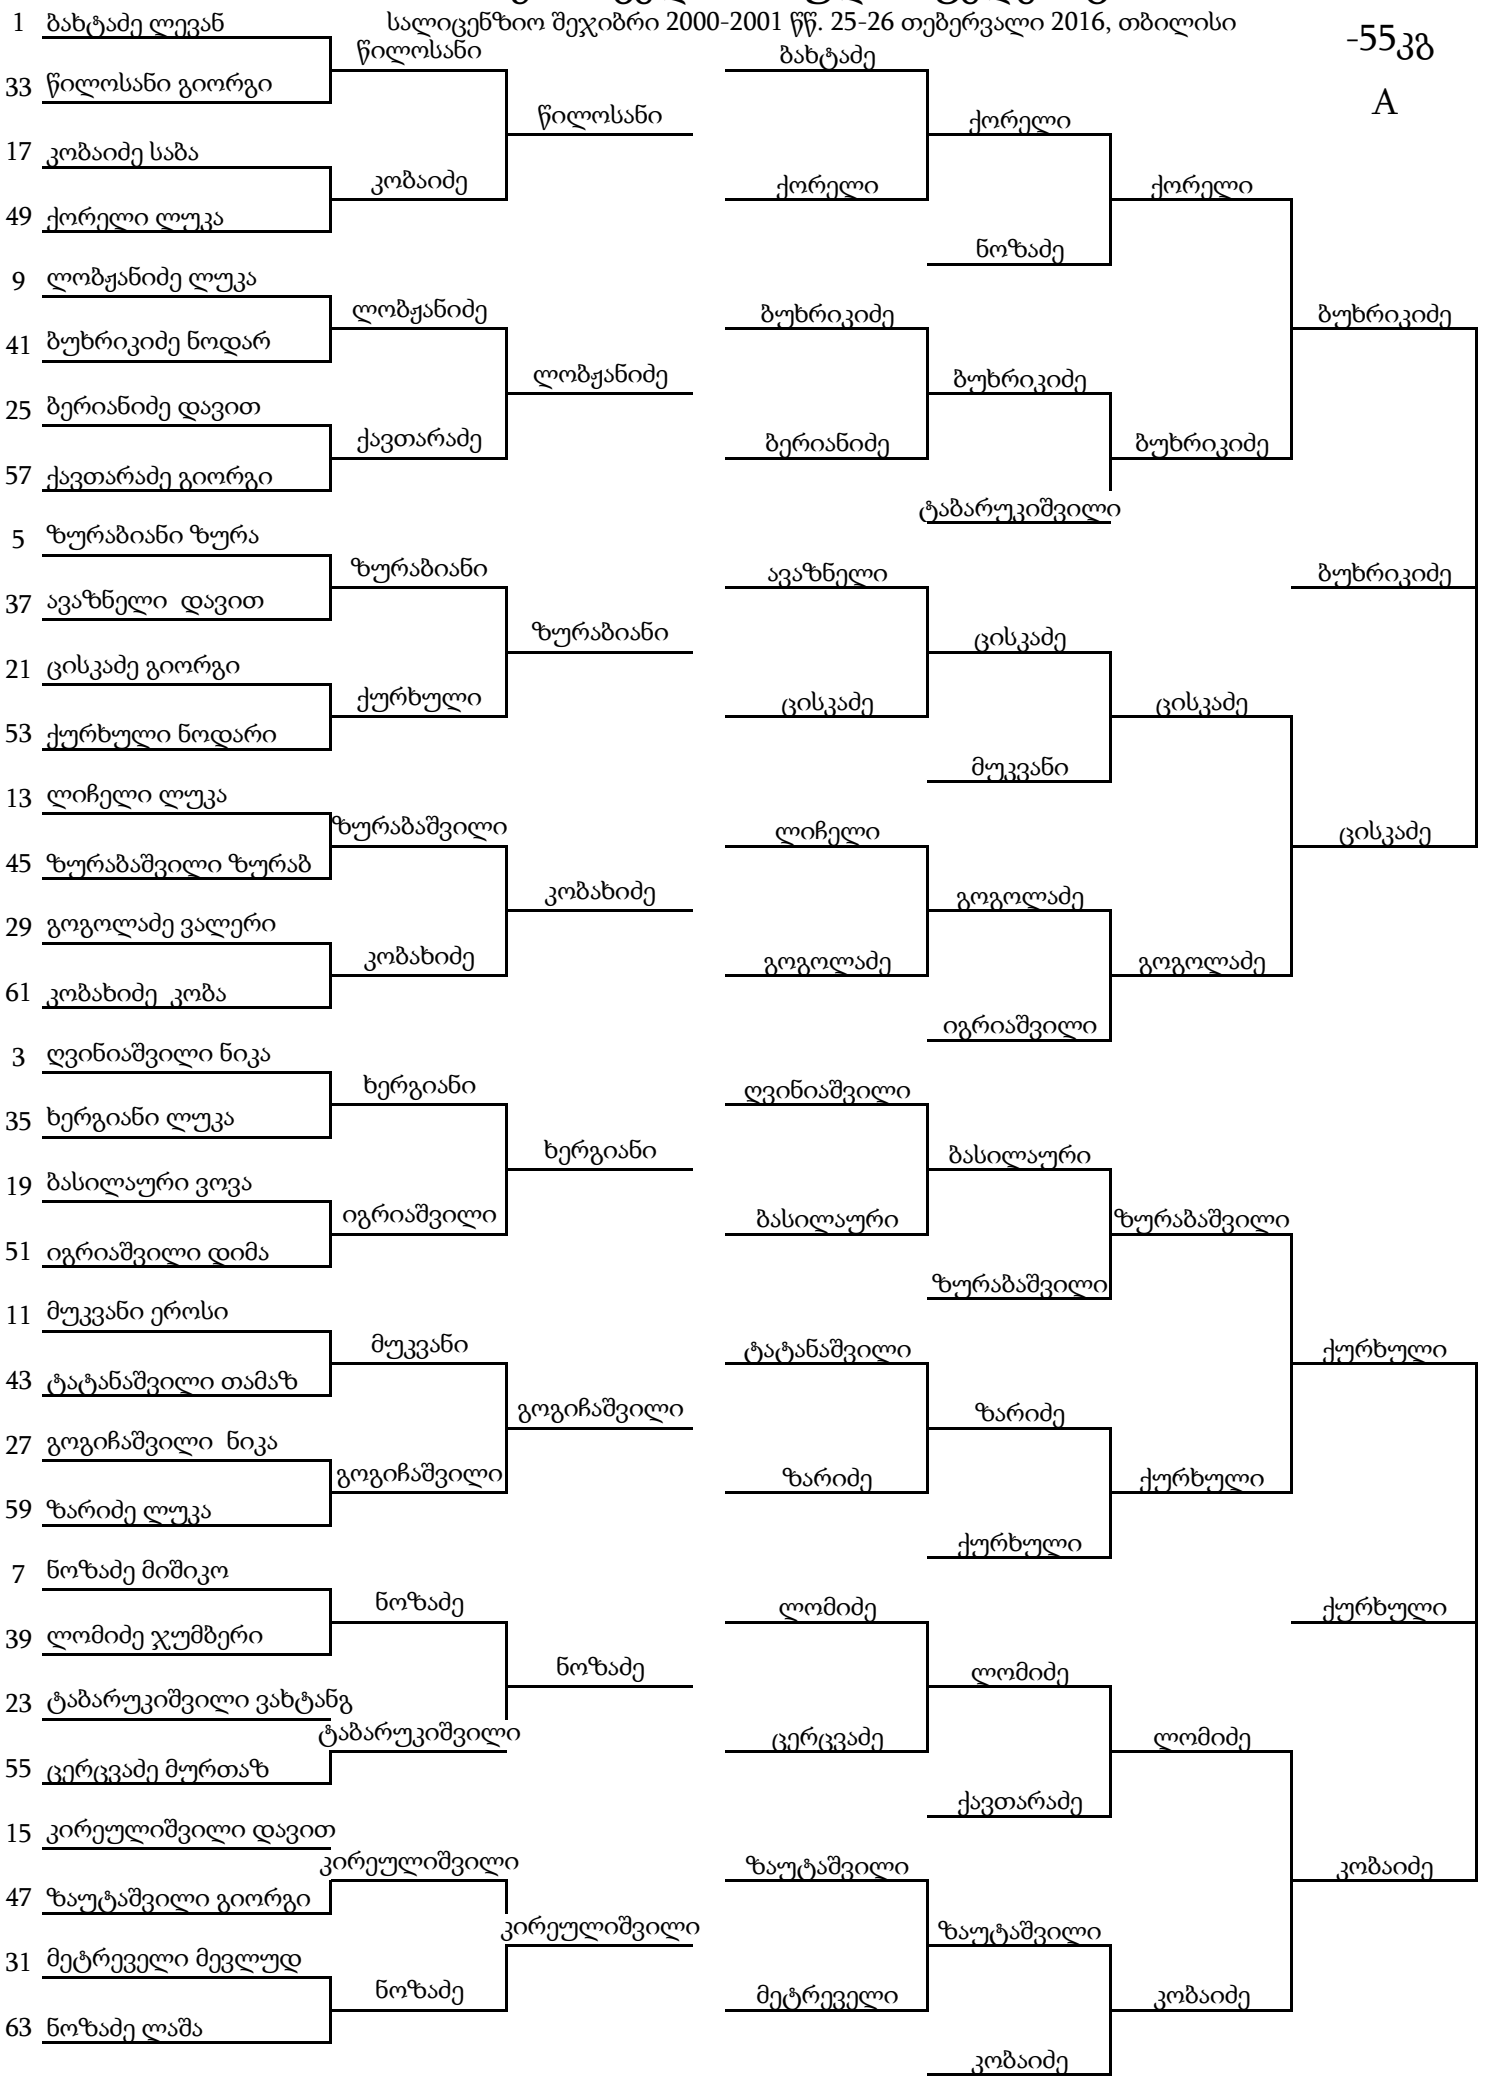 სალიცენზიო შეჯიბრი 2000-2001 წწ. 25-26 თებერვალი 2016, თბილისი
-55კგ
A
1 ბახტაძე ლევან
33 წილოსანი გიორგი
17 კობაიძე საბა
49 ქორელი ლუკა
9 ლობჟანიძე ლუკა
41 ბუხრიკიძე ნოდარ
25 ბერიანიძე დავით
57 ქავთარაძე გიორგი
5 ზურაბიანი ზურა
37 ავაზნელი დავით
21 ცისკაძე გიორგი
53 ქურხული ნოდარი
13 ლიჩელი ლუკა
45 ზურაბაშვილი ზურაბ
29 გოგოლაძე ვალერი
61 კობახიძე კობა
3 ღვინიაშვილი ნიკა
35 ხერგიანი ლუკა
19 ბასილაური ვოვა
51 იგრიაშვილი დიმა
11 მუკვანი ეროსი
43 ტატანაშვილი თამაზ
27 გოგიჩაშვილი ნიკა
59 ზარიძე ლუკა
7 ნოზაძე მიშიკო
39 ლომიძე ჯუმბერი
23 ტაბარუკიშვილი ვახტანგ
55 ცერცვაძე მურთაზ
15 კირეულიშვილი დავით
47 ზაუტაშვილი გიორგი
31 მეტრეველი მევლუდ
63 ნოზაძე ლაშა
წილოსანი
კობაიძე
ლობჟანიძე
ქავთარაძე
ზურაბიანი
ქურხული
ზურაბაშვილი
კობახიძე
ხერგიანი
იგრიაშვილი
მუკვანი
გოგიჩაშვილი
ნოზაძე
ტაბარუკიშვილი
კირეულიშვილი
ნოზაძე
წილოსანი
ლობჟანიძე
ზურაბიანი
კობახიძე
ხერგიანი
გოგიჩაშვილი
ნოზაძე
კირეულიშვილი
ბახტაძე
ქორელი
ბუხრიკიძე
ბერიანიძე
ავაზნელი
ცისკაძე
ლიჩელი
გოგოლაძე
ღვინიაშვილი
ბასილაური
ტატანაშვილი
ზარიძე
ლომიძე
ცერცვაძე
ზაუტაშვილი
მეტრეველი
ქორელი
ნოზაძე
ბუხრიკიძე
ტაბარუკიშვილი
ცისკაძე
მუკვანი
გოგოლაძე
იგრიაშვილი
ბასილაური
ზურაბაშვილი
ზარიძე
ქურხული
ლომიძე
ქავთარაძე
ზაუტაშვილი
კობაიძე
ქორელი
ბუხრიკიძე
ცისკაძე
გოგოლაძე
ზურაბაშვილი
ქურხული
ლომიძე
კობაიძე
ბუხრიკიძე
ბუხრიკიძე
ცისკაძე
ქურხული
ქურხული
კობაიძე